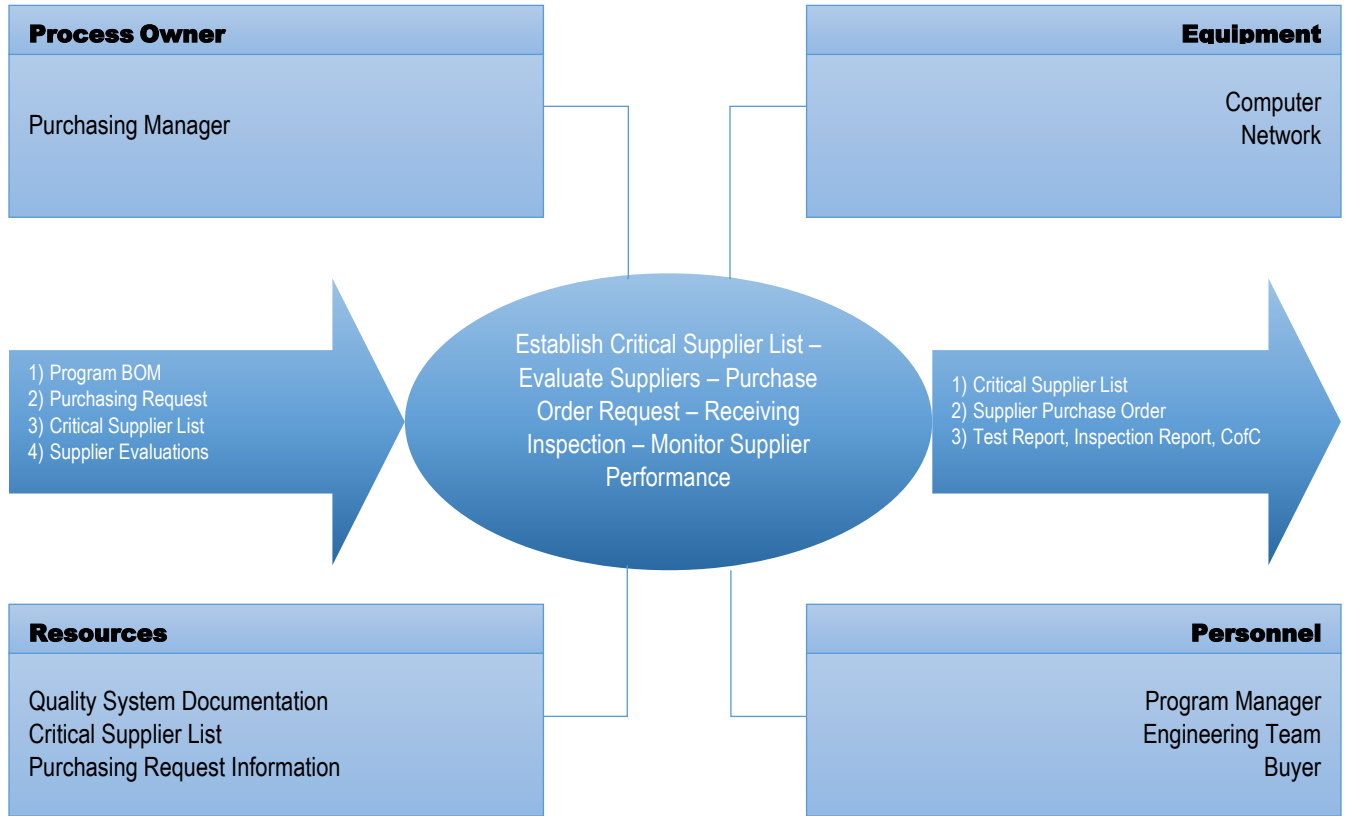 Process Owner
Purchasing Manager
Equipment
Computer
Network
1) Program BOM
2) Purchasing Request
3) Critical Supplier List
4) Supplier Evaluations
Establish Critical Supplier List –
Evaluate Suppliers – Purchase
Order Request – Receiving
Inspection – Monitor Supplier
Performance
1) Critical Supplier List
2) Supplier Purchase Order
3) Test Report, Inspection Report, CofC
Resources
Quality System Documentation
Critical Supplier List
Purchasing Request Information
Personnel
Program Manager
Engineering Team
Buyer